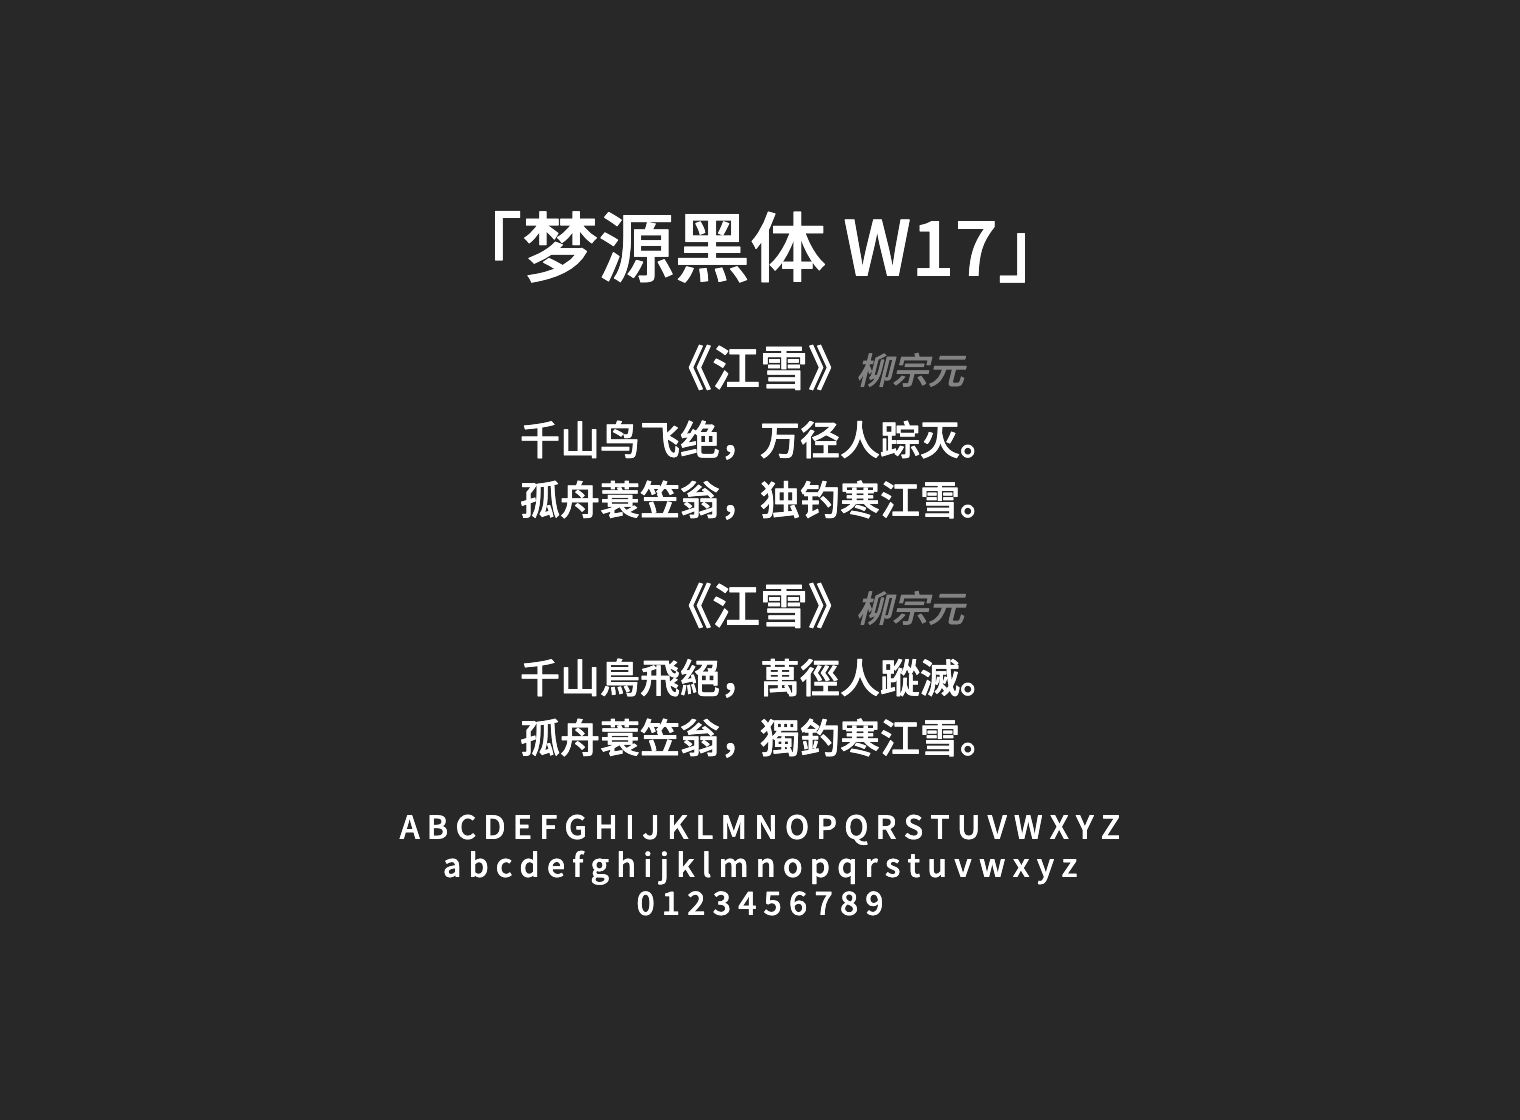 「梦源黑体 W17」
《江雪》 柳宗元
千山鸟飞绝，万径人踪灭。
孤舟蓑笠翁，独钓寒江雪。
《江雪》 柳宗元
千山鳥飛絕，萬徑人蹤滅。
孤舟蓑笠翁，獨釣寒江雪。
A B C D E F G H I J K L M N O P Q R S T U V W X Y Z
a b c d e f g h i j k l m n o p q r s t u v w x y z
0 1 2 3 4 5 6 7 8 9